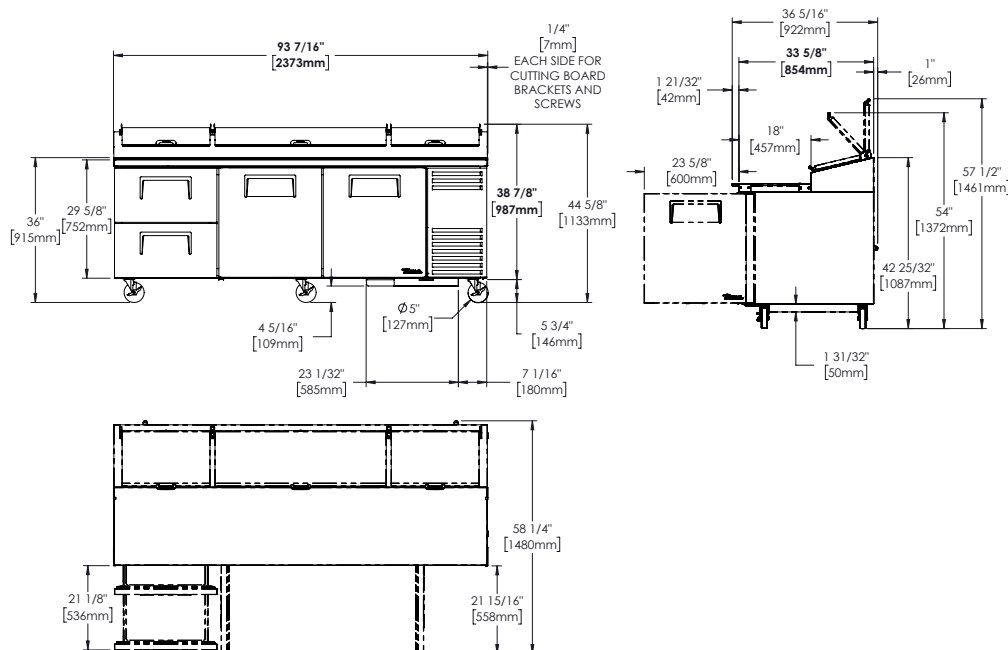 93 7/16"
[2373mm]
1/4"
[7mm]
EACH SIDE FOR
CUTTING BOARD
BRACKETS AND
SCREWS
36"
[915mm]
29 5/8"
[752mm]
38 7/8"
[987mm]
44 5/8"
[1133mm]
True
4 5/16"
[109mm]
Ø5"
[127mm]
5 3/4"
[146mm]
23 1/32"
[585mm]
7 1/16"
[180mm]
36 5/16"
[922mm]
33 5/8"
[854mm]
1"
[26mm]
1 21/32"
[42mm]
18"
[457mm]
23 5/8"
[600mm]
57 1/2"
[1461mm]
54"
[1372mm]
42 25/32"
[1087mm]
True
1 31/32"
[50mm]
58 1/4"
[1480mm]
21 1/8"
[536mm]
21 15/16"
[558mm]